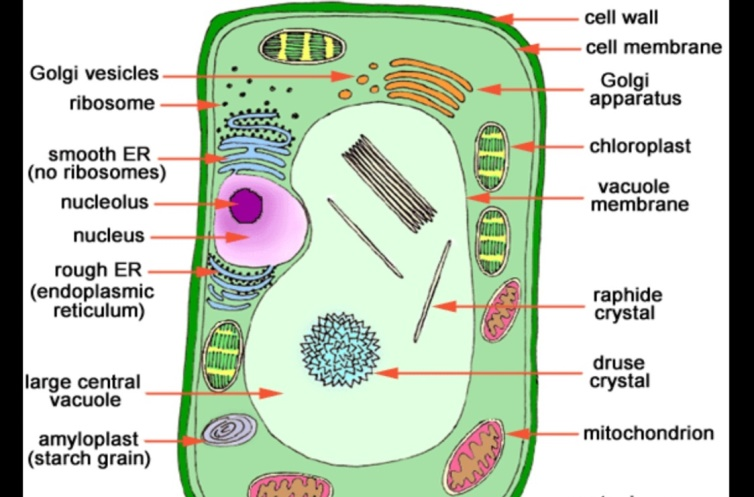 cell wall
cell membrane
Golgi vesicles
Golgi
apparatus
ribosome
chloroplast
smooth ER
(no ribosomes)
vacuole
membrane
nucleolus
nucleus
rough ER
(endoplasmic
reticulum)
raphide
crystal
druse
crystal
large central
vacuole
amyloplast
(starch grain)
mitochondrion